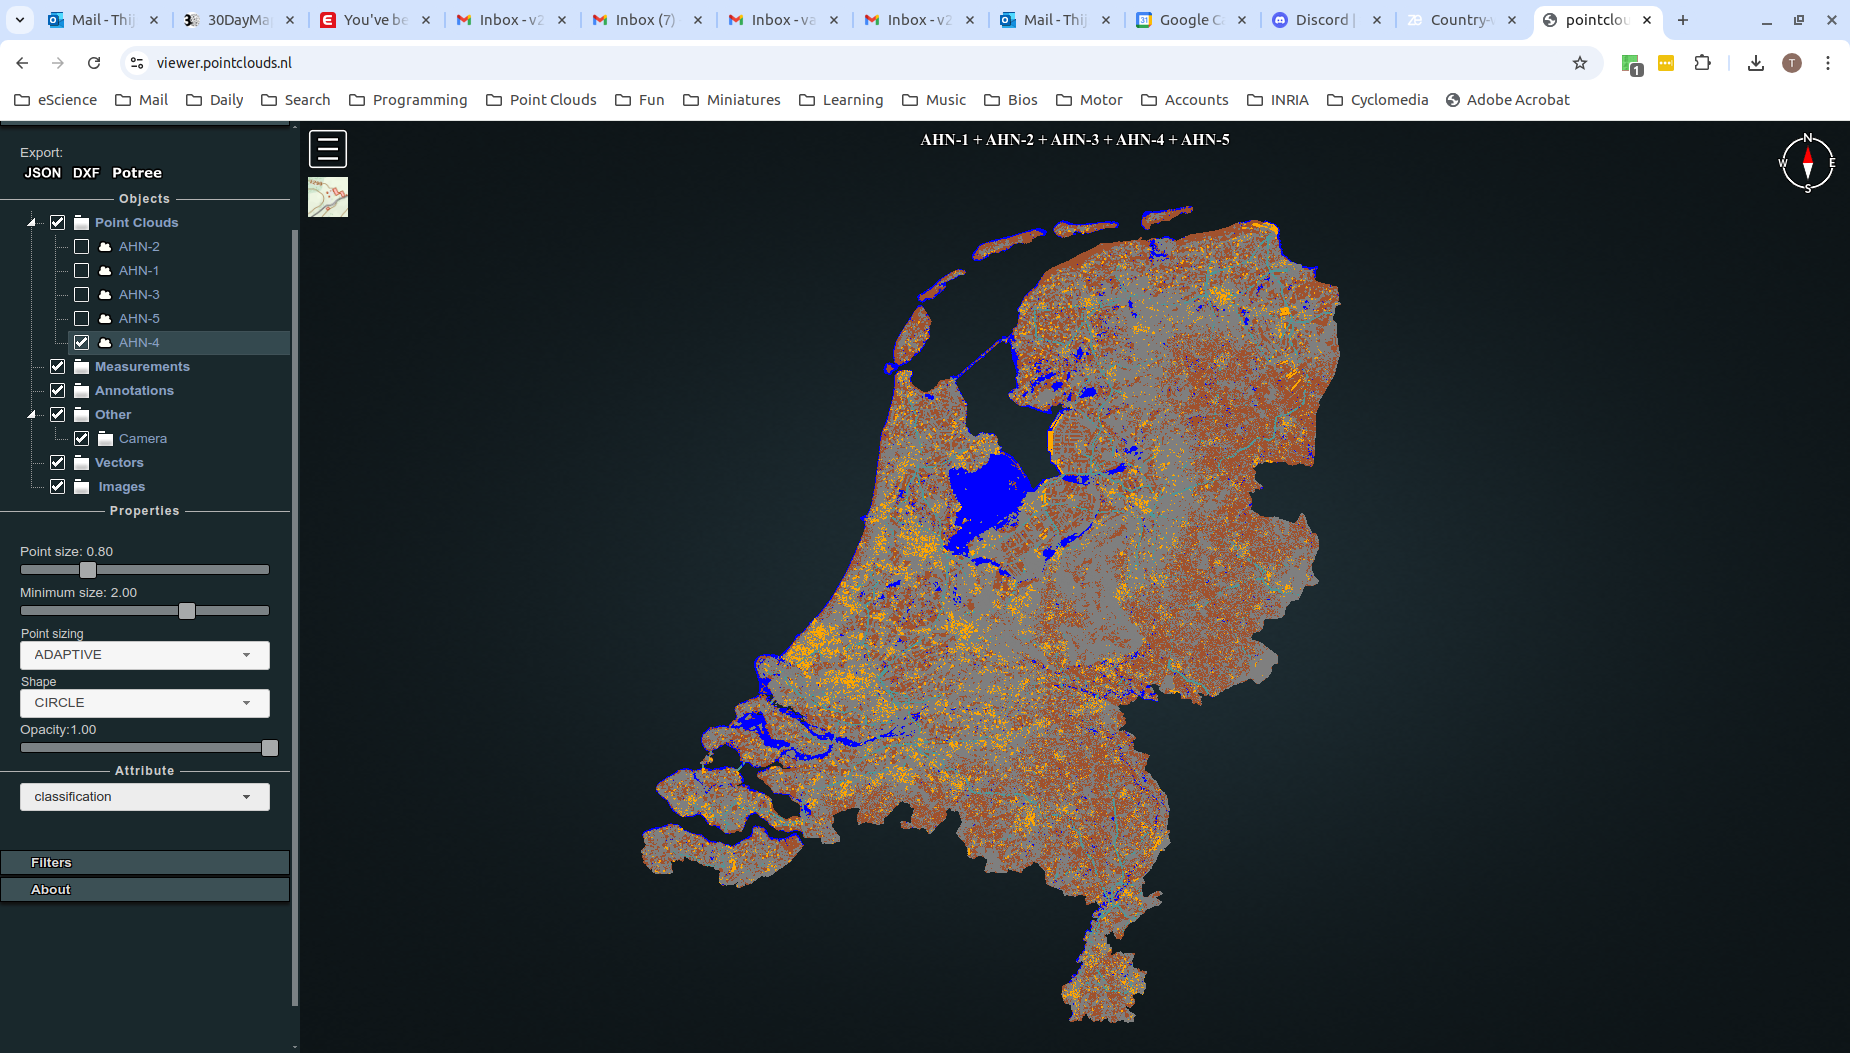 Mail - Thij
30DayMa
You've be
Inbox - v2
Inbox (7)
Inbox - va
Inbox - v2
Mail - Thij
Google Ca
Discord |
Country-
pointclou
viewer.pointclouds.nl
1
T
eScience Mail Daily Search Programming Point Clouds Fun Miniatures Learning Music Bios Motor Accounts INRIA Cyclomedia Adobe Acrobat
AHN-1 + AHN-2 + AHN-3 + AHN-4 + AHN-5
N
W E
S
Export:
JSON DXF Potree
Objects
Point Clouds
AHN-2
AHN-1
AHN-3
AHN-5
AHN-4
Measurements
Annotations
Other
Camera
Vectors
Images
Properties
Point size: 0.80
Minimum size: 2.00
Point sizing
ADAPTIVE
Shape
CIRCLE
Opacity:1.00
Attribute
classification
Filters
About